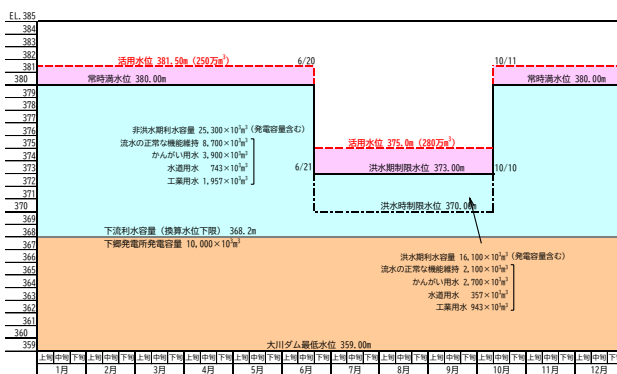 EL.385
384
383
382
381
380
379
378
377
376
375
374
373
372
371
370
369
368
367
366
365
364
363
362
361
360
359
活用水位 381.50m (250万m³)
6/20
10/11
常時満水位 380.00m
常時満水位 380.00m
非洪水期利水容量 25,300×10³m³ (発電容量含む)
流水の正常な機能維持 8,700×10³m³
かんがい用水 3,900×10³m³
水道用水 743×10³m³
工業用水 1,957×10³m³
活用水位 375.0m (280万m³)
6/21
洪水期制限水位 373.00m
10/10
洪水時制限水位 370.00m
下流利水容量 (換算水位下限) 368.2m
下郷発電所発電容量 10,000×10³m³
洪水期利水容量 16,100×10³m³ (発電容量含む)
流水の正常な機能維持 2,100×10³m³
かんがい用水 2,700×10³m³
水道用水 357×10³m³
工業用水 943×10³m³
大川ダム最低水位 359.00m
上旬 中旬 下旬 上旬 中旬 下旬 上旬 中旬 下旬 上旬 中旬 下旬 上旬 中旬 下旬 上旬 中旬 下旬 上旬 中旬 下旬 上旬 中旬 下旬 上旬 中旬 下旬 上旬 中旬 下旬 上旬 中旬 下旬 上旬 中旬
1月 2月 3月 4月 5月 6月 7月 8月 9月 10月 11月 12月